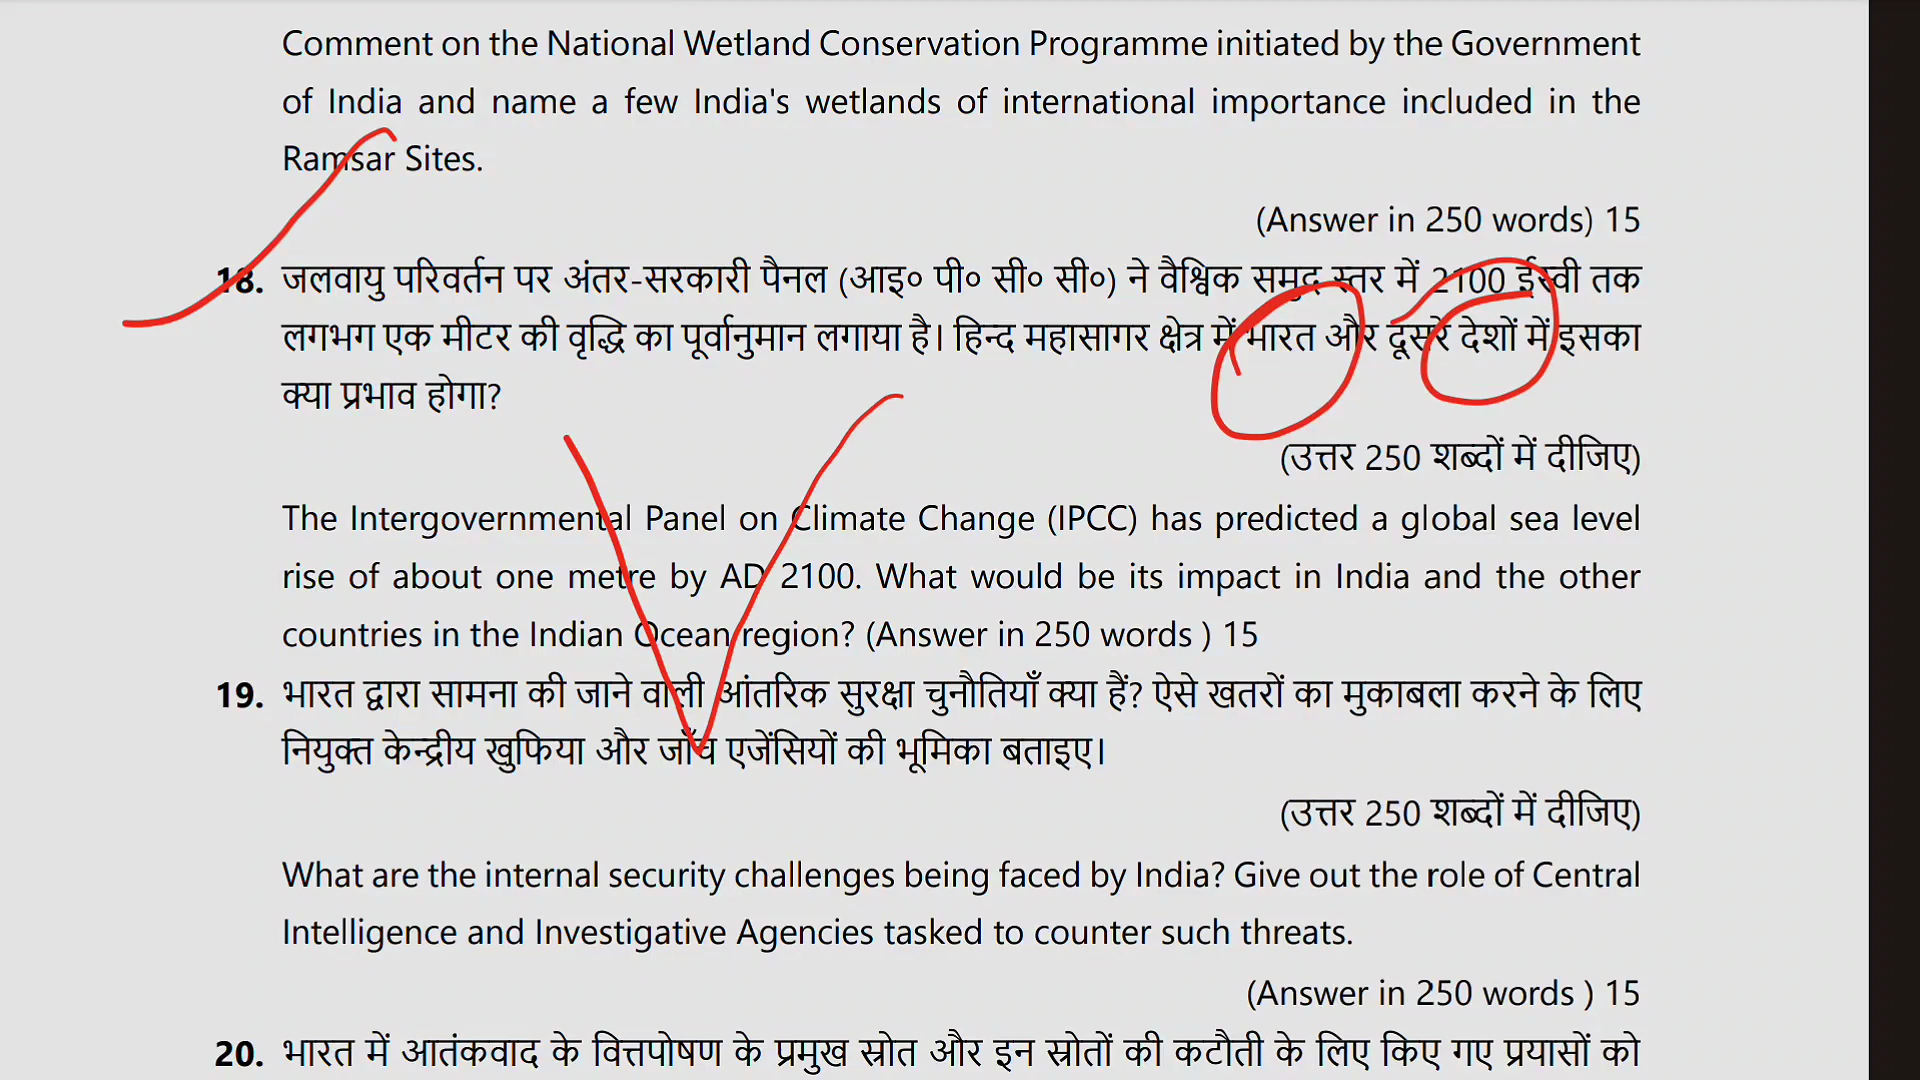 Comment on the National Wetland Conservation Programme initiated by the Government
of India and name a few India's wetlands of international importance included in the
Ramsar Sites.
(Answer in 250 words) 15
18. जलवायु परिवर्तन पर अंतर-सरकारी पैनल (आइ० पी० सी० सी०) ने वैश्विक समुद्र स्तर में 2100 ईस्वी तक
लगभग एक मीटर की वृद्धि का पूर्वानुमान लगाया है। हिन्द महासागर क्षेत्र में भारत और दूसरे देशों में इसका
क्या प्रभाव होगा?
(उत्तर 250 शब्दों में दीजिए)
The Intergovernmental Panel on Climate Change (IPCC) has predicted a global sea level
rise of about one metre by AD 2100. What would be its impact in India and the other
countries in the Indian Ocean region? (Answer in 250 words ) 15
19. भारत द्वारा सामना की जाने वाली आंतरिक सुरक्षा चुनौतियाँ क्या हैं? ऐसे खतरों का मुकाबला करने के लिए
नियुक्त केन्द्रीय खुफिया और जाँच एजेंसियों की भूमिका बताइए।
(उत्तर 250 शब्दों में दीजिए)
What are the internal security challenges being faced by India? Give out the role of Central
Intelligence and Investigative Agencies tasked to counter such threats.
(Answer in 250 words ) 15
20. भारत में आतंकवाद के वित्तपोषण के प्रमुख स्रोत और इन स्रोतों की कटौती के लिए किए गए प्रयासों को